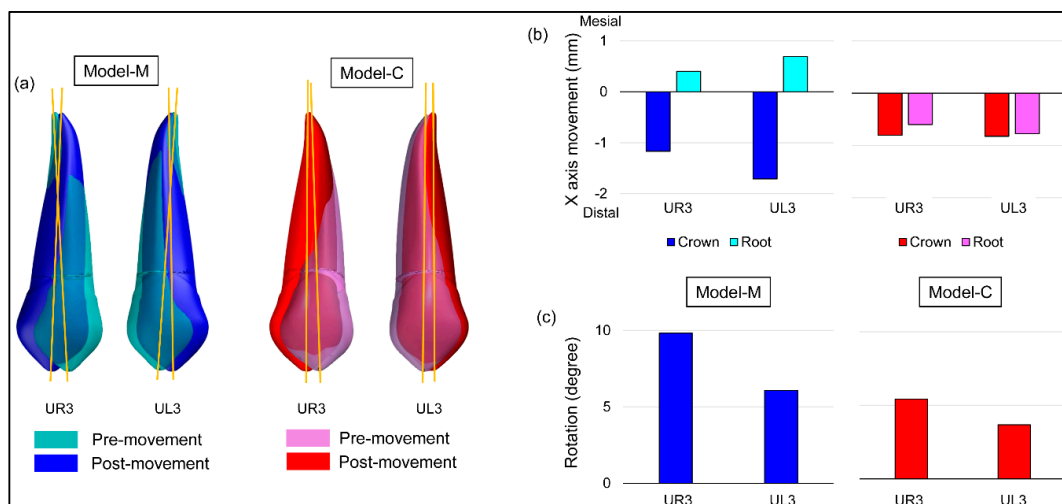 (a)
Model-M
Model-C
UR3
UL3
UR3
UL3
Pre-movement
Post-movement
Pre-movement
Post-movement
(b)
Mesial
X axis movement (mm)
1
0
-1
-2
Distal
UR3
UL3
UR3
UL3
Crown
Root
Crown
Root
Model-M
Model-C
(c)
Rotation (degree)
10
5
0
UR3
UL3
UR3
UL3